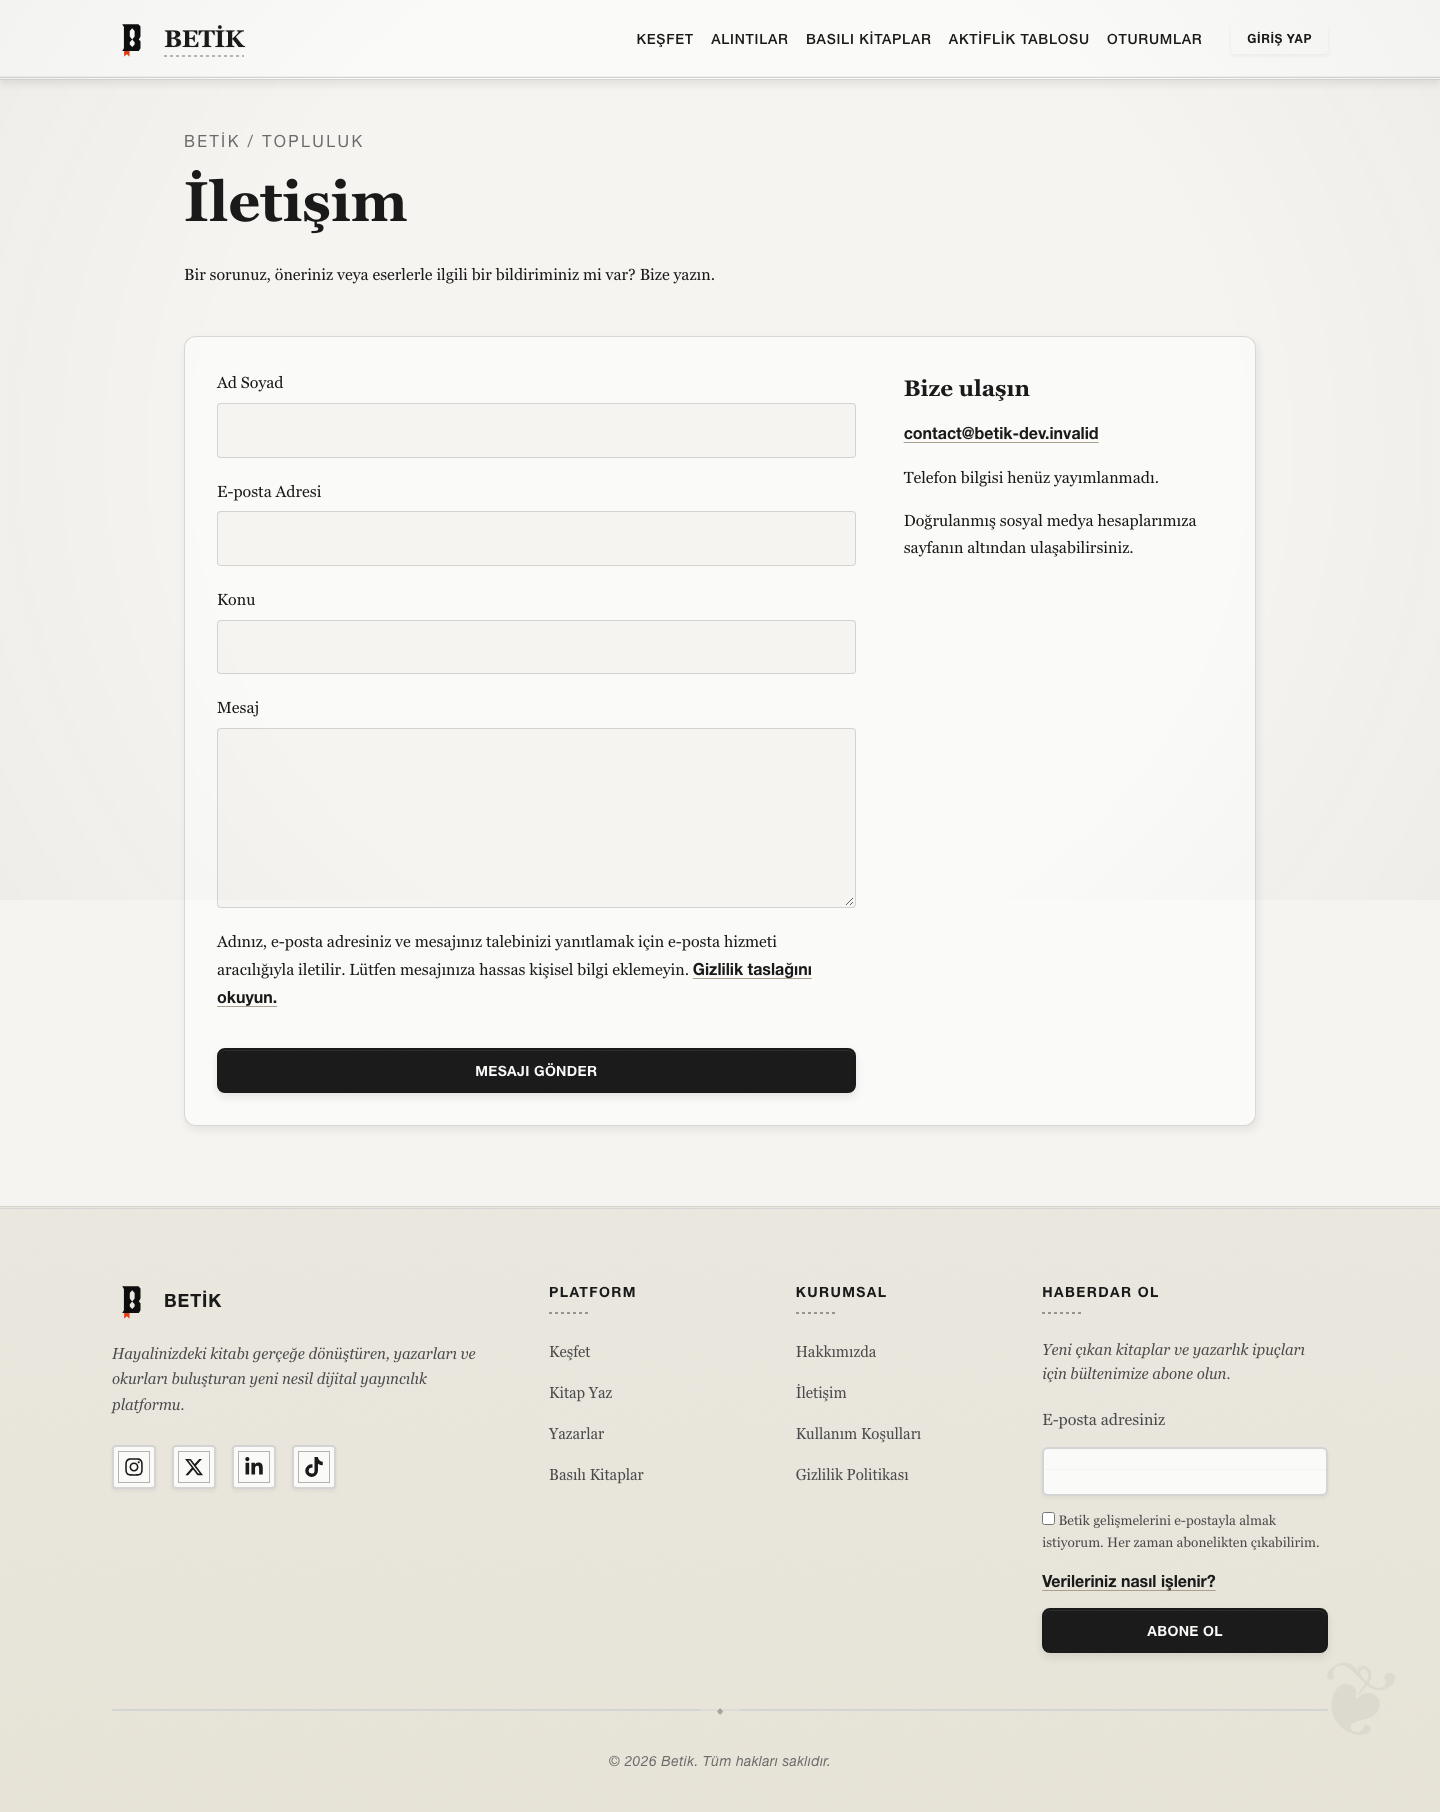 BETİK
KEŞFET ALINTILAR BASILI KİTAPLAR AKTİFLİK TABLOSU OTURUMLAR GİRİŞ YAP
BETİK / TOPLULUK
İletişim
Bir sorunuz, öneriniz veya eserlerle ilgili bir bildiriminiz mi var? Bize yazın.
Ad Soyad
E-posta Adresi
Konu
Mesaj
Adınız, e-posta adresiniz ve mesajınız talebinizi yanıtlamak için e-posta hizmeti
aracılığıyla iletilir. Lütfen mesajınıza hassas kişisel bilgi eklemeyin. Gizlilik taslağını
okuyun.
MESAJI GÖNDER
Bize ulaşın
contact@betik-dev.invalid
Telefon bilgisi henüz yayımlanmadı.
Doğrulanmış sosyal medya hesaplarımıza
sayfanın altından ulaşabilirsiniz.
BETİK
Hayalinizdeki kitabı gerçeğe dönüştüren, yazarları ve
okurları buluşturan yeni nesil dijital yayıncılık
platformu.
PLATFORM
Keşfet
Kitap Yaz
Yazarlar
Basılı Kitaplar
KURUMSAL
Hakkımızda
İletişim
Kullanım Koşulları
Gizlilik Politikası
HABERDAR OL
Yeni çıkan kitaplar ve yazarlık ipuçları
için bültenimize abone olun.
E-posta adresiniz
Betik gelişmelerini e-postayla almak
istiyorum. Her zaman abonelikten çıkabilirim.
Verileriniz nasıl işlenir?
ABONE OL
© 2026 Betik. Tüm hakları saklıdır.